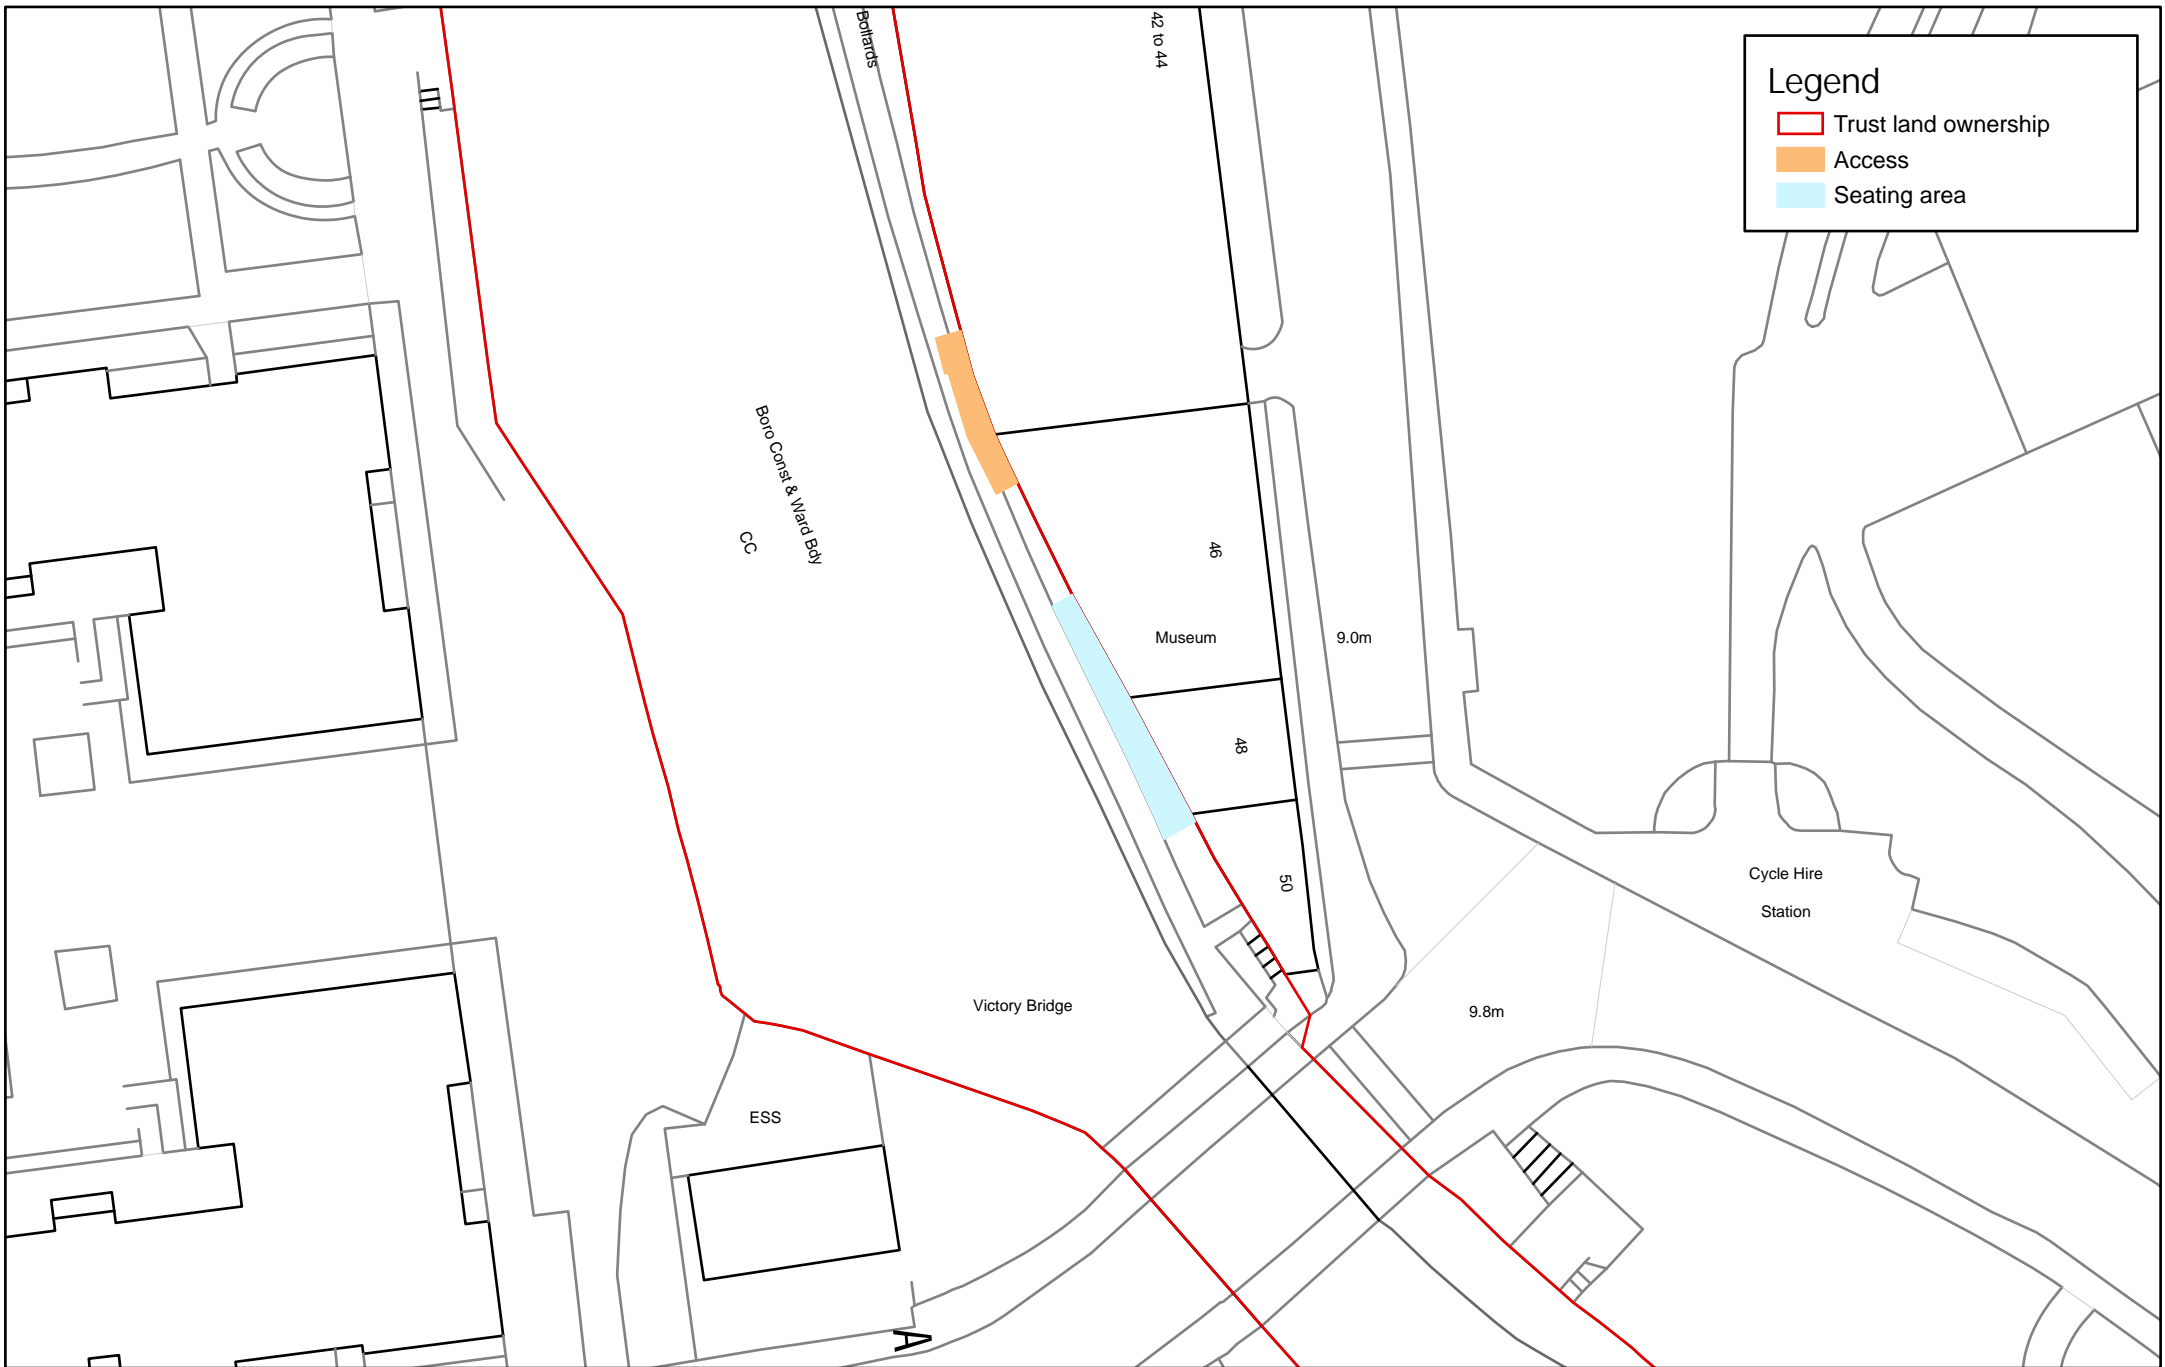 Bollards
42 to 44
Legend
Trust land ownership
Access
Seating area
Boro Const & Ward Bdy
CC
46
Museum
9.0m
48
50
Cycle Hire
Station
Victory Bridge
9.8m
ESS
A